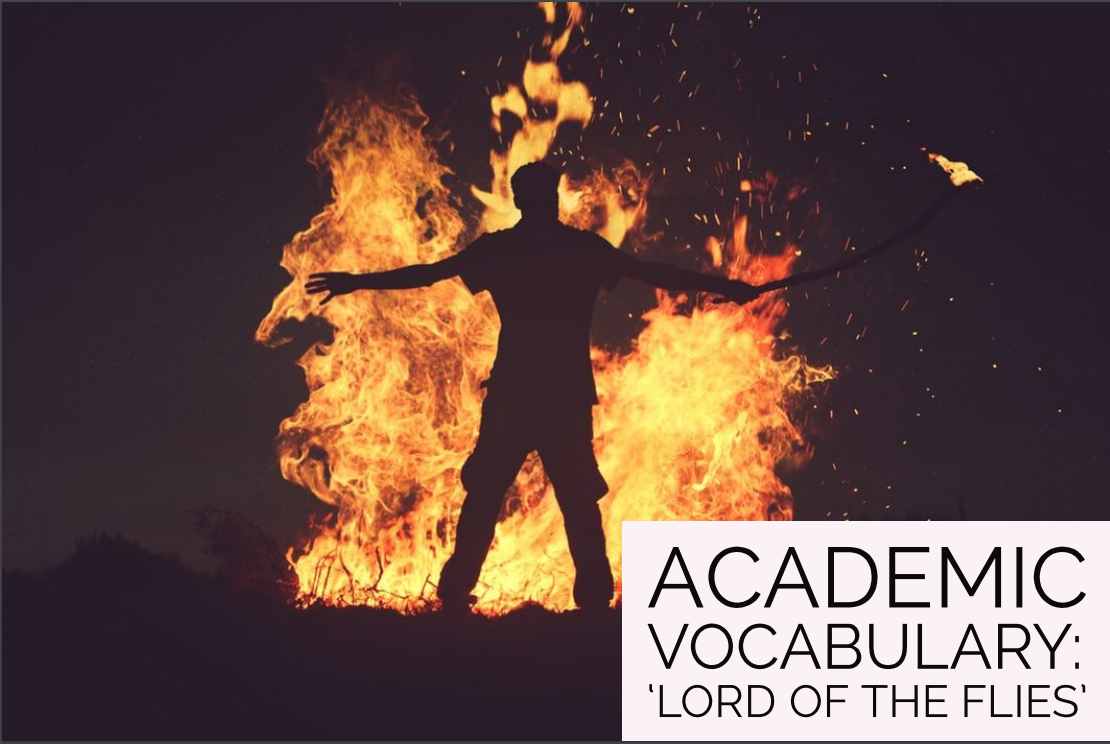 ACADEMIC
VOCABULARY:
‘LORD OF THE FLIES’